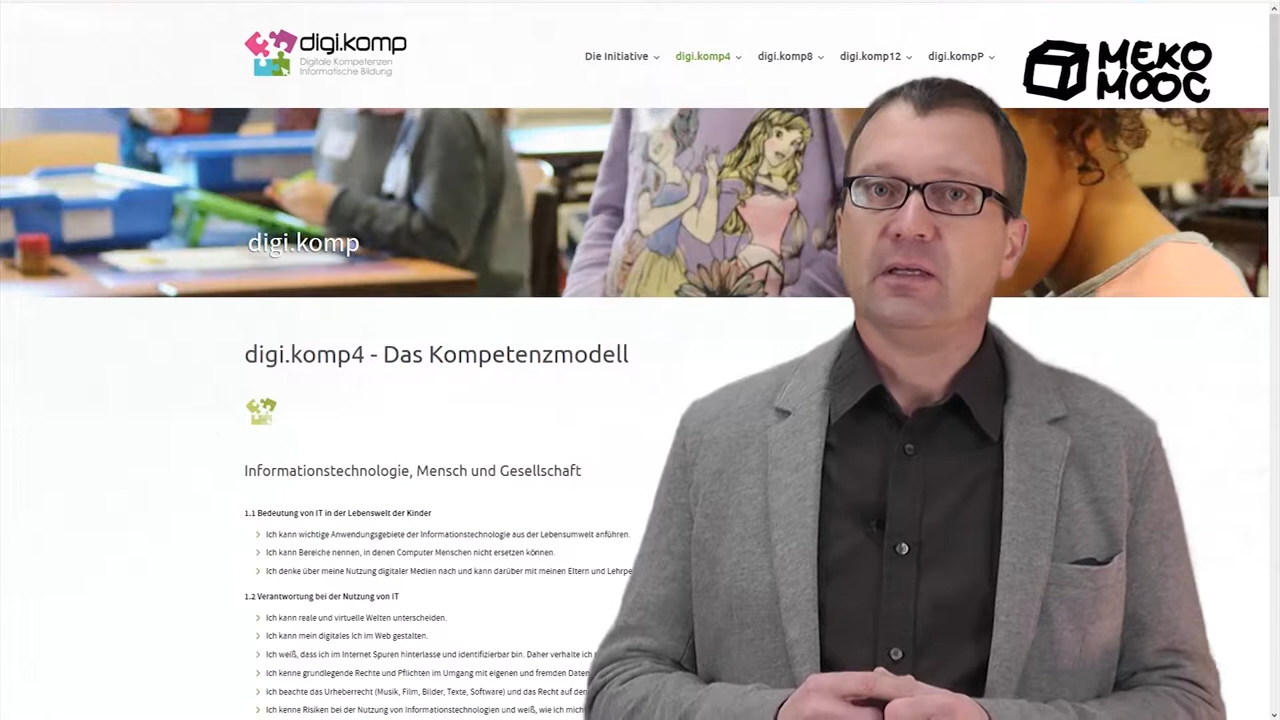 digi.komp
Digitale Kompetenzen
Informatische Bildung
Die Initiative
digi.komp4
digi.komp8
digi.komp12
digi.kompP
MEKO
MOOC
digi.komp
digi.komp4 - Das Kompetenzmodell
Informationstechnologie, Mensch und Gesellschaft
1.1 Bedeutung von IT in der Lebenswelt der Kinder
Ich kann wichtige Anwendungsgebiete der Informationstechnologie aus der Lebensumwelt anführen.
Ich kann Bereiche nennen, in denen Computer Menschen nicht ersetzen können.
Ich denke über meine Nutzung digitaler Medien nach und kann darüber mit meinen Eltern und Lehrpe
1.2 Verantwortung bei der Nutzung von IT
Ich kann reale und virtuelle Welten unterscheiden.
Ich kann mein digitales Ich im Web gestalten.
Ich weiß, dass ich im Internet Spuren hinterlasse und identifizierbar bin. Daher verhalte ich
Ich kenne grundlegende Rechte und Pflichten im Umgang mit eigenen und fremden Daten
Ich beachte das Urheberrecht (Musik, Film, Bilder, Texte, Software) und das Recht auf den
Ich kenne Risiken bei der Nutzung von Informationstechnologien und weiß, wie ich mich